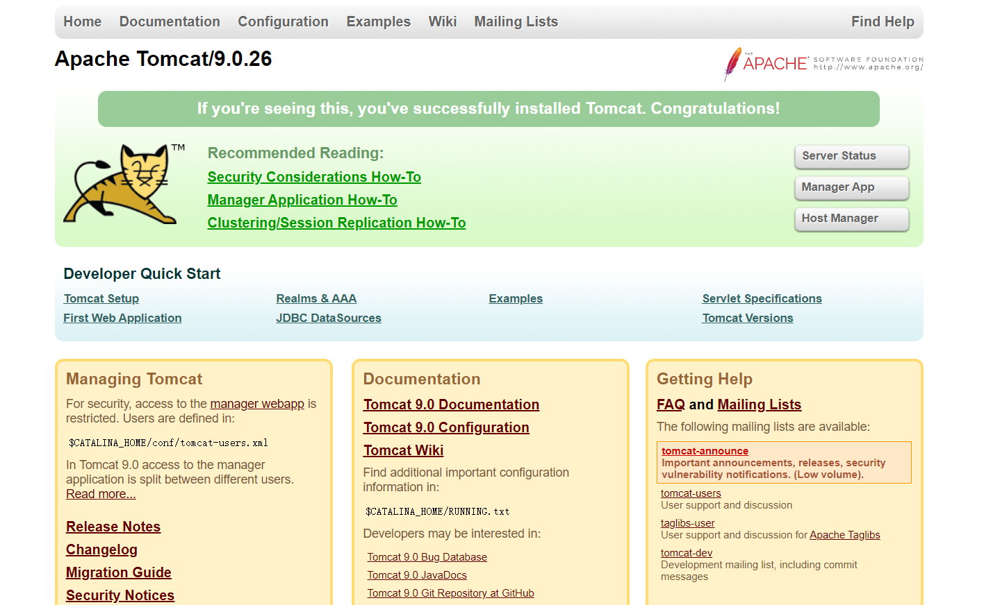 Home Documentation Configuration Examples Wiki Mailing Lists Find Help
Apache Tomcat/9.0.26
THE APACHE® SOFTWARE FOUNDATION
http://www.apache.org/
If you're seeing this, you've successfully installed Tomcat. Congratulations!
TM
Recommended Reading:
Security Considerations How-To
Manager Application How-To
Clustering/Session Replication How-To
Server Status
Manager App
Host Manager
Developer Quick Start
Tomcat Setup
First Web Application
Realms & AAA
JDBC DataSources
Examples
Servlet Specifications
Tomcat Versions
Managing Tomcat
For security, access to the manager webapp is
restricted. Users are defined in:
$CATALINA_HOME/conf/tomcat-users.xml
In Tomcat 9.0 access to the manager
application is split between different users.
Read more...
Release Notes
Changelog
Migration Guide
Security Notices
Documentation
Tomcat 9.0 Documentation
Tomcat 9.0 Configuration
Tomcat Wiki
Find additional important configuration
information in:
$CATALINA_HOME/RUNNING.txt
Developers may be interested in:
Tomcat 9.0 Bug Database
Tomcat 9.0 JavaDocs
Tomcat 9.0 Git Repository at GitHub
Getting Help
FAQ and Mailing Lists
The following mailing lists are available:
tomcat-announce
Important announcements, releases, security
vulnerability notifications. (Low volume).
tomcat-users
User support and discussion
taglibs-user
User support and discussion for Apache Taglibs
tomcat-dev
Development mailing list, including commit
messages